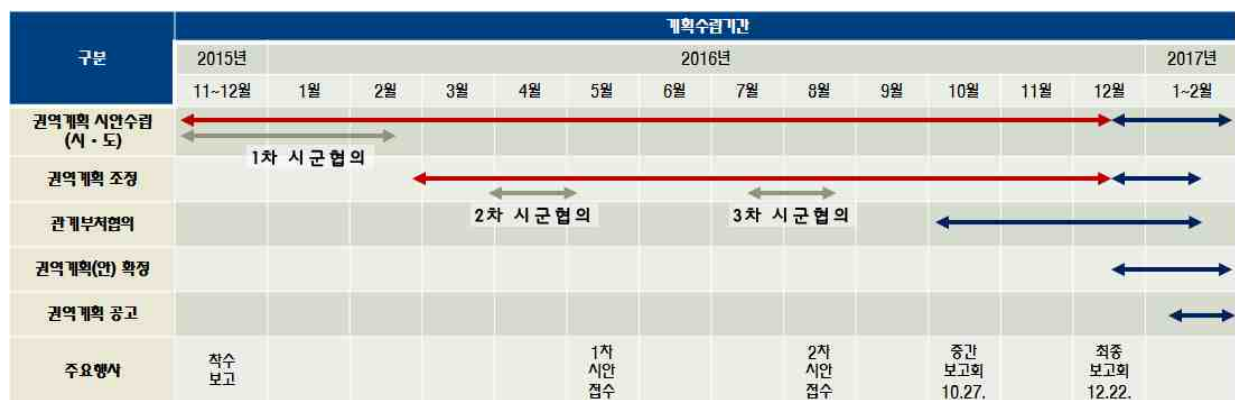 구분
계획수립기간
2015년
2016년
2017년
11~12월
1월
2월
3월
4월
5월
6월
7월
8월
9월
10월
11월
12월
1~2월
권역계획 시안수립
(시·도)
1차 시군협의
권역계획 조정
2차 시군협의
3차 시군협의
관계부처협의
권역계획(안) 확정
권역계획 공고
주요행사
착수
보고
1차
시안
접수
2차
시안
접수
중간
보고회
10.27.
최종
보고회
12.22.